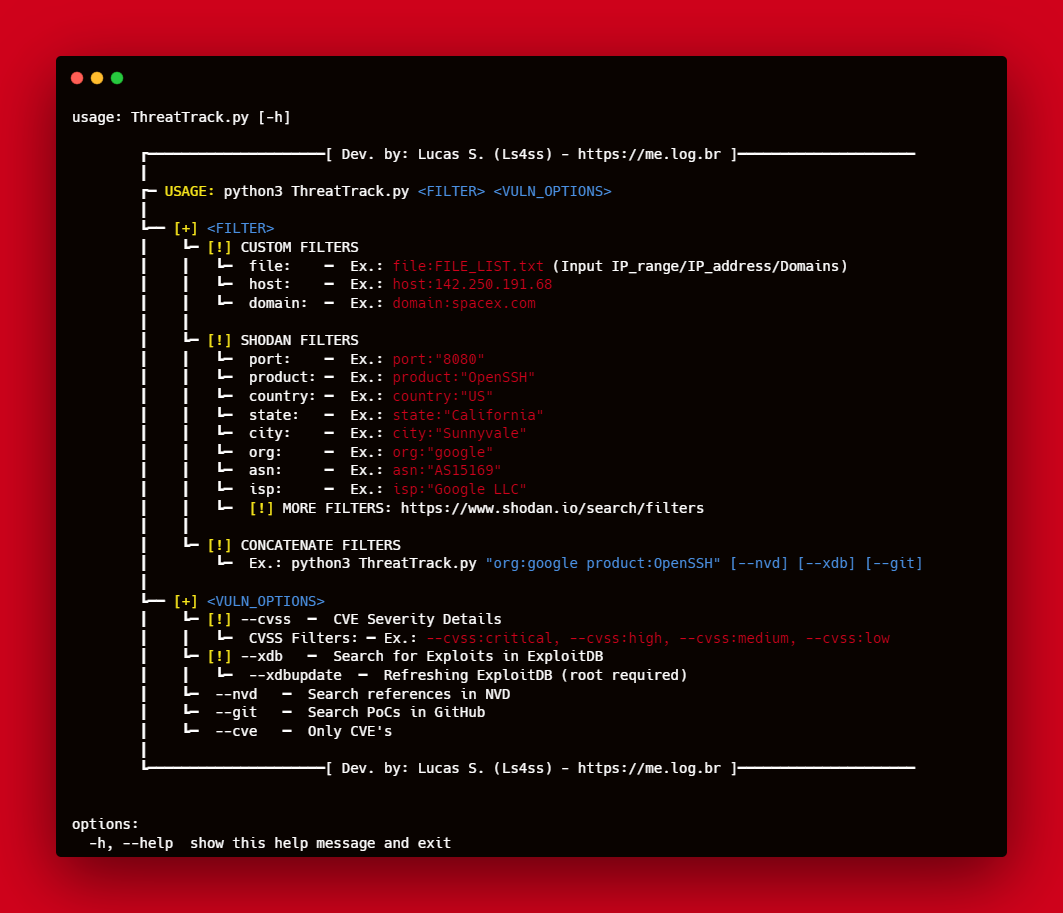 usage: ThreatTrack.py [-h]
┏━━━━━━━━━━━━━━━━━━━━━[ Dev. by: Lucas S. (Ls4ss) - https://me.log.br ]━━━━━━━━━━━━━━━━━━━━━
┃
┏━ USAGE: python3 ThreatTrack.py <FILTER> <VULN_OPTIONS>
┃
┗━━ [+] <FILTER>
┃    ┗━ [!] CUSTOM FILTERS
┃    ┃   ┗━  file:    ━  Ex.: file:FILE_LIST.txt (Input IP_range/IP_address/Domains)
┃    ┃   ┗━  host:    ━  Ex.: host:142.250.191.68
┃    ┃   ┗━  domain:  ━  Ex.: domain:spacex.com
┃    ┃
┃    ┗━ [!] SHODAN FILTERS
┃    ┃   ┗━  port:    ━  Ex.: port:"8080"
┃    ┃   ┗━  product: ━  Ex.: product:"OpenSSH"
┃    ┃   ┗━  country: ━  Ex.: country:"US"
┃    ┃   ┗━  state:   ━  Ex.: state:"California"
┃    ┃   ┗━  city:    ━  Ex.: city:"Sunnyvale"
┃    ┃   ┗━  org:     ━  Ex.: org:"google"
┃    ┃   ┗━  asn:     ━  Ex.: asn:"AS15169"
┃    ┃   ┗━  isp:     ━  Ex.: isp:"Google LLC"
┃    ┃   ┗━  [!] MORE FILTERS: https://www.shodan.io/search/filters
┃    ┃
┃    ┗━ [!] CONCATENATE FILTERS
┃        ┗━  Ex.: python3 ThreatTrack.py "org:google product:OpenSSH" [--nvd] [--xdb] [--git]
┃
┗━━ [+] <VULN_OPTIONS>
┃    ┗━ [!] --cvss  ━  CVE Severity Details
┃    ┃   ┗━  CVSS Filters: ━ Ex.: --cvss:critical, --cvss:high, --cvss:medium, --cvss:low
┃    ┗━ [!] --xdb   ━  Search for Exploits in ExploitDB
┃    ┃   ┗━  --xdbupdate  ━  Refreshing ExploitDB (root required)
┃    ┗━  --nvd   ━  Search references in NVD
┃    ┗━  --git   ━  Search PoCs in GitHub
┃    ┗━  --cve   ━  Only CVE's
┃
┗━━━━━━━━━━━━━━━━━━━━━[ Dev. by: Lucas S. (Ls4ss) - https://me.log.br ]━━━━━━━━━━━━━━━━━━━━━
options:
-h, --help  show this help message and exit